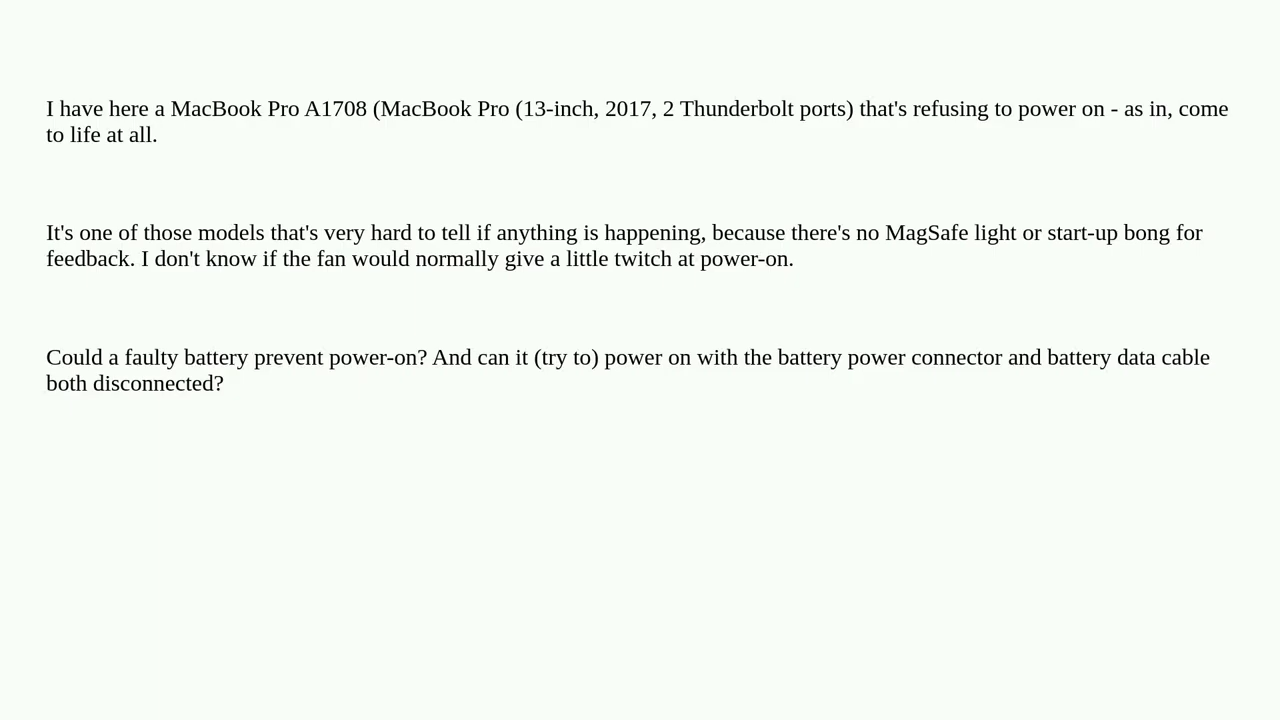 I have here a MacBook Pro A1708 (MacBook Pro (13-inch, 2017, 2 Thunderbolt ports) that's refusing to power on - as in, come
to life at all.
It's one of those models that's very hard to tell if anything is happening, because there's no MagSafe light or start-up bong for
feedback. I don't know if the fan would normally give a little twitch at power-on.
Could a faulty battery prevent power-on? And can it (try to) power on with the battery power connector and battery data cable
both disconnected?